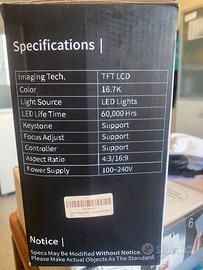 Specifications |
Imaging Tech. TFT LCD
Color 16.7K
Light Source LED Lights
LED Life Time 60,000 Hrs
Keystone Support
Focus Adjust Support
Controller Support
Aspect Ratio 4:3/16:9
Power Supply 100~240V
Notice |
Specs May Be Modified Without Notice.
Please Make Actual Objects As The Standard.
6